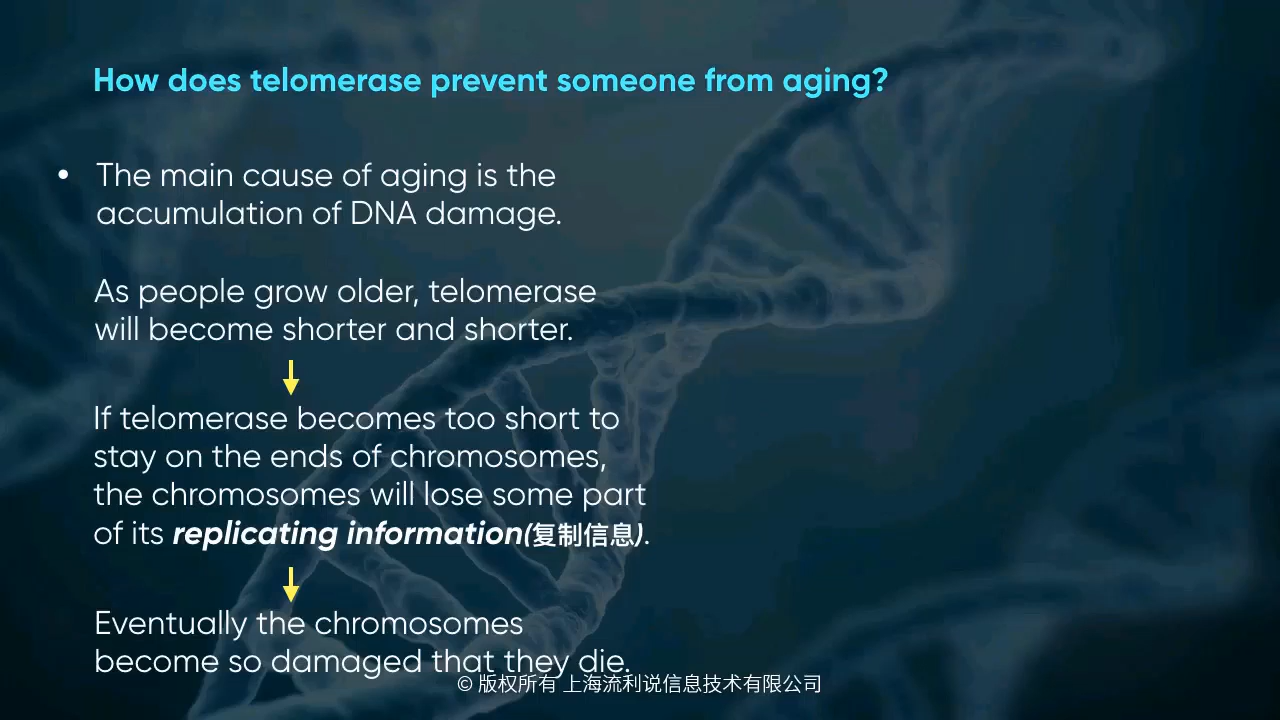 How does telomerase prevent someone from aging?
• The main cause of aging is the
accumulation of DNA damage.
As people grow older, telomerase
will become shorter and shorter.
If telomerase becomes too short to
stay on the ends of chromosomes,
the chromosomes will lose some part
of its replicating information(复制信息).
Eventually the chromosomes
become so damaged that they die.
© 版权所有 上海流利说信息技术有限公司